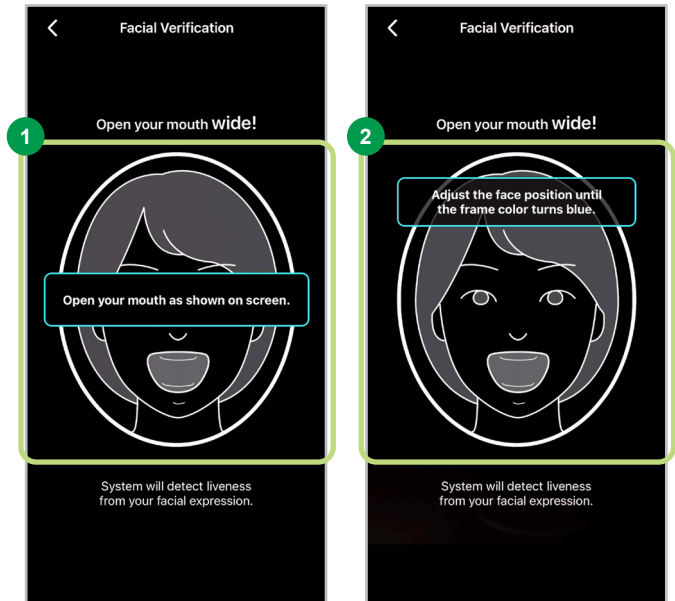 Facial Verification
Open your mouth wide!
1
Open your mouth as shown on screen.
System will detect liveness
from your facial expression.
Facial Verification
Open your mouth wide!
2
Adjust the face position until
the frame color turns blue.
System will detect liveness
from your facial expression.